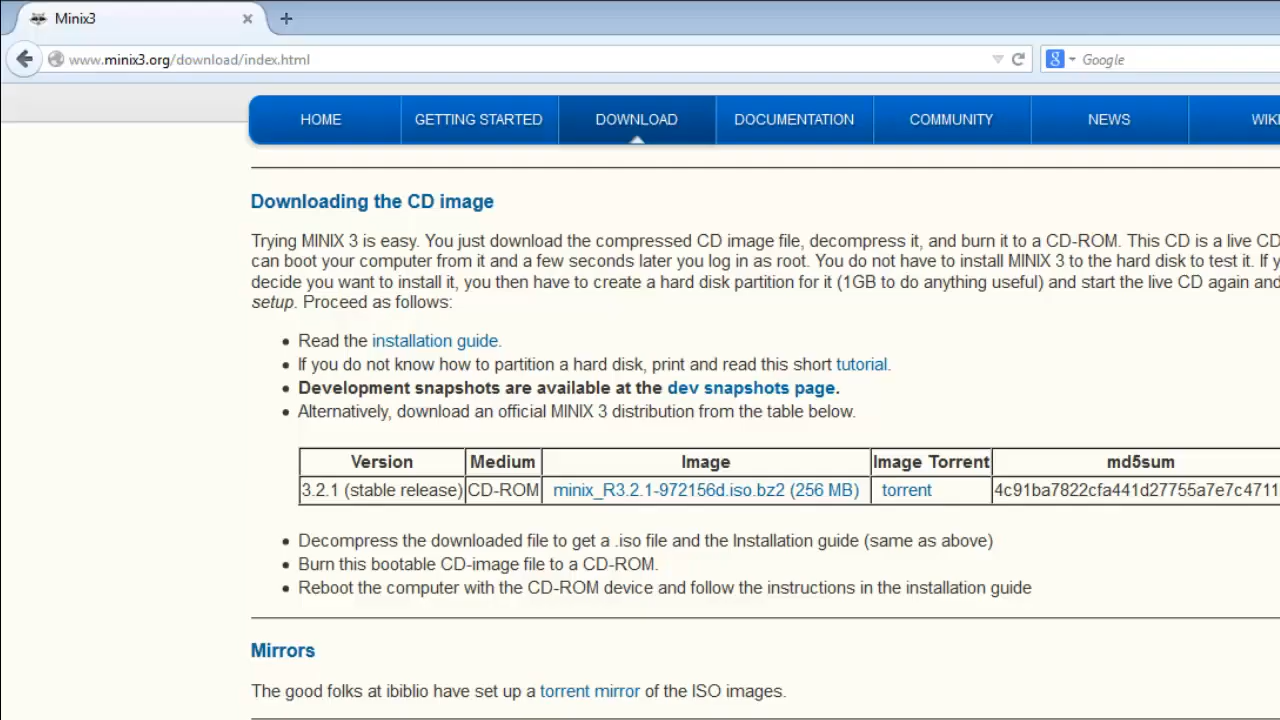 Minix3
www.minix3.org/download/index.html
Google
HOME GETTING STARTED DOWNLOAD DOCUMENTATION COMMUNITY NEWS
Downloading the CD image
Trying MINIX 3 is easy. You just download the compressed CD image file, decompress it, and burn it to a CD-ROM. This CD is a live CD
can boot your computer from it and a few seconds later you log in as root. You do not have to install MINIX 3 to the hard disk to test it. If
decide you want to install it, you then have to create a hard disk partition for it (1GB to do anything useful) and start the live CD again and
setup. Proceed as follows:
Read the installation guide.
If you do not know how to partition a hard disk, print and read this short tutorial.
Development snapshots are available at the dev snapshots page.
Alternatively, download an official MINIX 3 distribution from the table below.
Version Medium Image Image Torrent md5sum
3.2.1 (stable release) CD-ROM minix_R3.2.1-972156d.iso.bz2 (256 MB) torrent 4c91ba7822cfa441d27755a7e7c4711
Decompress the downloaded file to get a .iso file and the Installation guide (same as above)
Burn this bootable CD-image file to a CD-ROM.
Reboot the computer with the CD-ROM device and follow the instructions in the installation guide
Mirrors
The good folks at ibiblio have set up a torrent mirror of the ISO images.